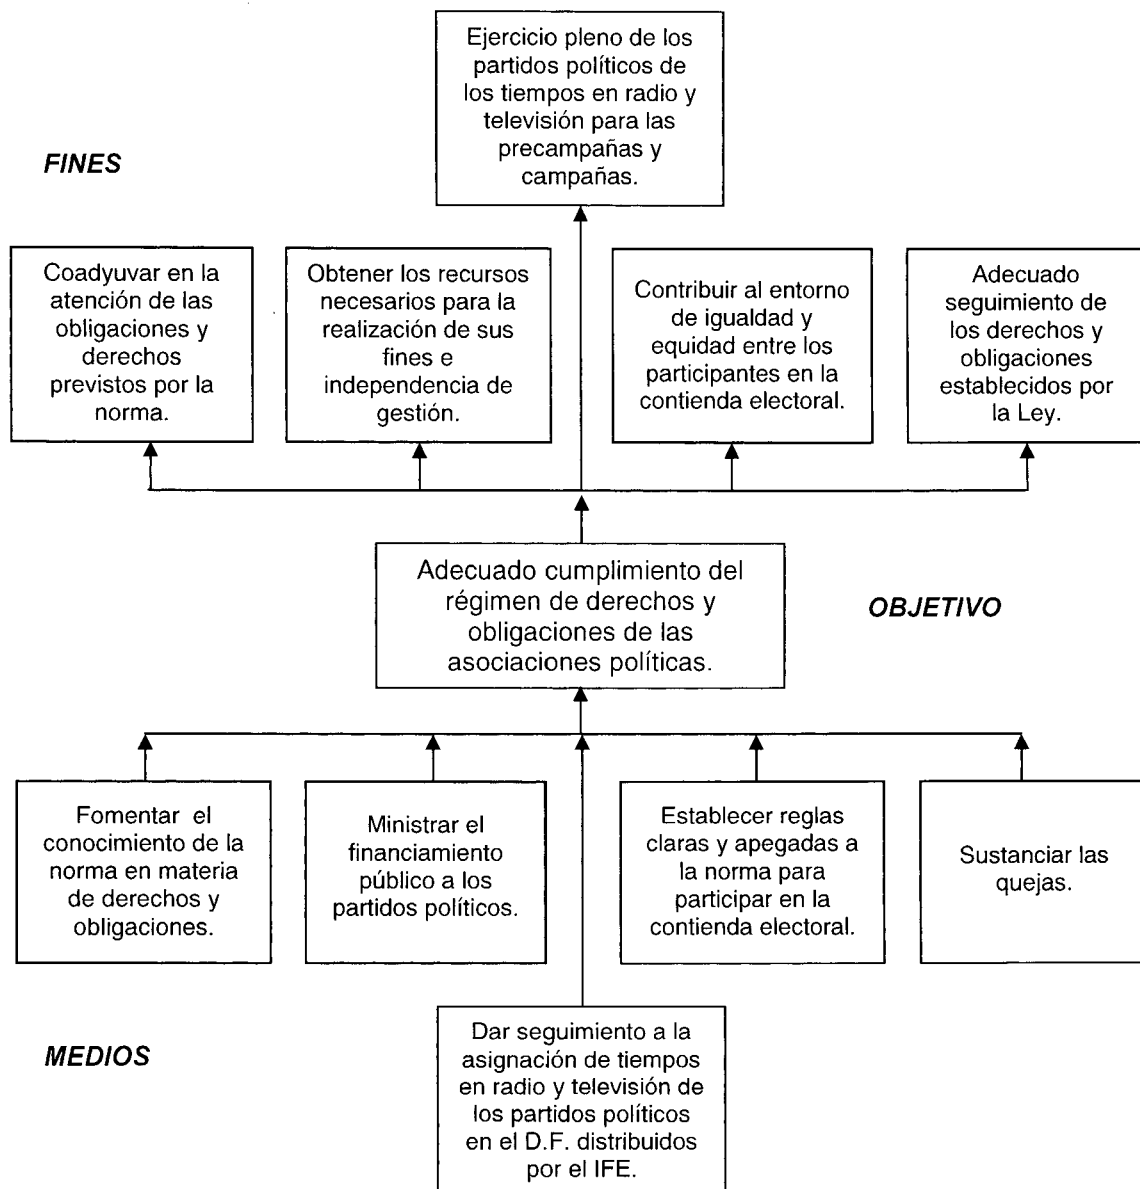 Ejercicio pleno de los
partidos políticos de
los tiempos en radio y
televisión para las
precampañas y
campañas.
FINES
Coadyuvar en la
atención de las
obligaciones y
derechos
previstos por la
norma.
Obtener los recursos
necesarios para la
realización de sus
fines e
independencia de
gestión.
Contribuir al entorno
de igualdad y
equidad entre los
participantes en la
contienda electoral.
Adecuado
seguimiento de
los derechos y
obligaciones
establecidos por
la Ley.
Adecuado cumplimiento del
régimen de derechos y
obligaciones de las
asociaciones políticas.
OBJETIVO
Fomentar el
conocimiento de la
norma en materia
de derechos y
obligaciones.
Ministrar el
financiamiento
público a los
partidos políticos.
Establecer reglas
claras y apegadas a
la norma para
participar en la
contienda electoral.
Sustanciar las
quejas.
MEDIOS
Dar seguimiento a la
asignación de tiempos
en radio y televisión de
los partidos políticos
en el D.F. distribuidos
por el IFE.